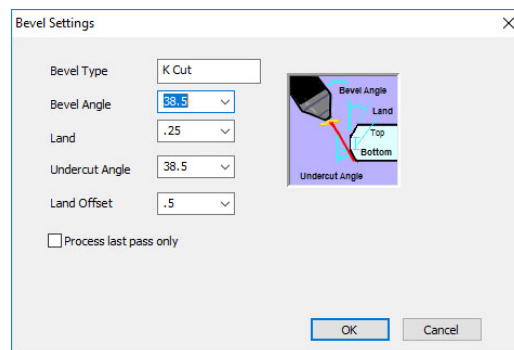 Bevel Settings
Bevel Type K Cut
Bevel Angle 38.5
Land .25
Undercut Angle 38.5
Land Offset .5
Process last pass only
Bevel Angle
Land
Top
Bottom
Undercut Angle
OK Cancel